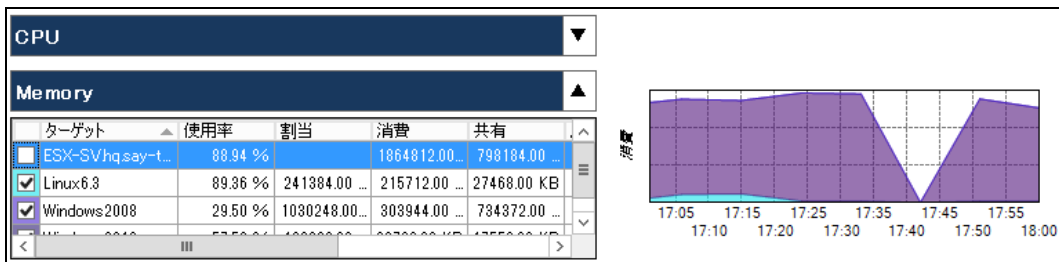 CPU
Memory
ターゲット 使用率 割当 消費 共有
ESX-SV.hq.say-t... 88.94 % 1864812.00... 798184.00 ...
Linux6.3 89.36 % 241384.00 ... 215712.00 ... 27468.00 KB
Windows2008 29.50 % 1030248.00... 303944.00 ... 734372.00 ...
消費
17:05 17:15 17:25 17:35 17:45 17:55
17:10 17:20 17:30 17:40 17:50 18:00